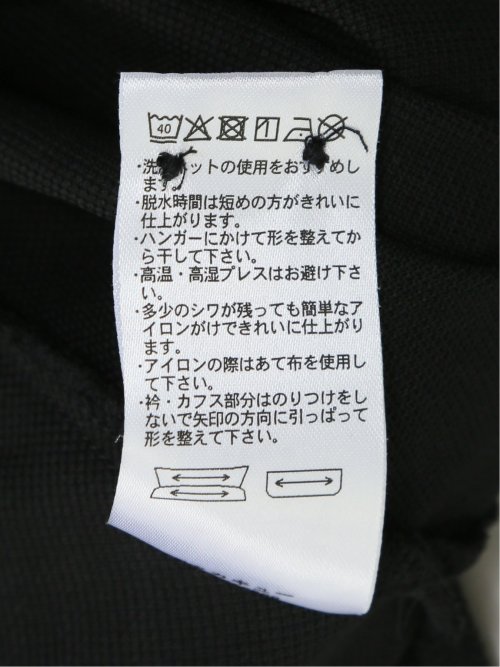 40
・洗濯ネットの使用をおすすめし
ます。
・脱水時間は短めの方がきれいに
仕上がります。
・ハンガーにかけて形を整えてか
ら干して下さい。
・高温・高湿プレスはお避け下さ
い。
・多少のシワが残っても簡単なア
イロンがけできれいに仕上がり
ます。
・アイロンの際はあて布を使用し
て下さい。
・衿・カフス部分はのりつけをし
ないで矢印の方向に引っぱって
形を整えて下さい。